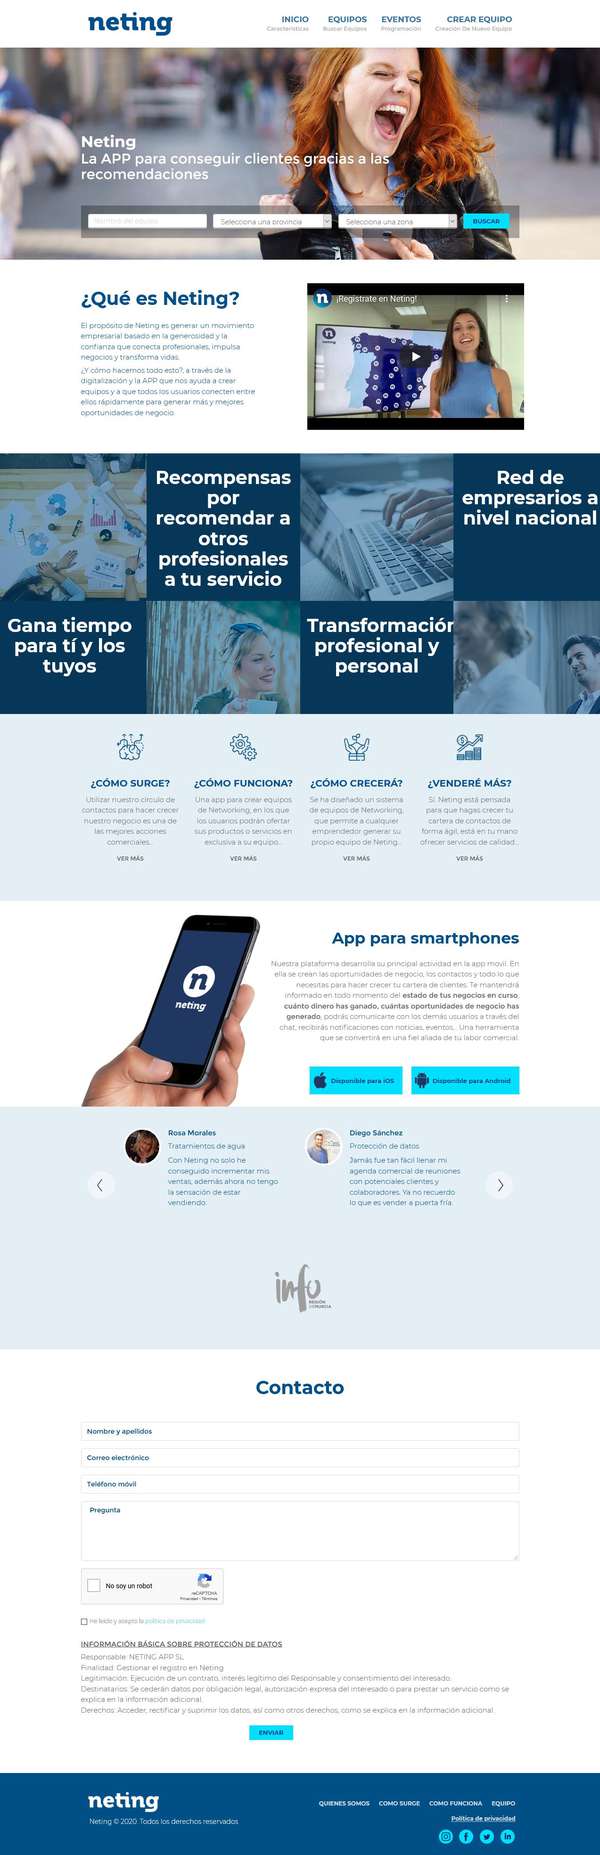 neting
INICIO
Características
EQUIPOS
Buscar Equipos
EVENTOS
Programación
CREAR EQUIPO
Creación De Nuevo Equipo
Neting
La APP para conseguir clientes gracias a las
recomendaciones
Nombre del equipo
Selecciona una provincia
Selecciona una zona
BUSCAR
¿Qué es Neting?
El propósito de Neting es generar un movimiento
empresarial basado en la generosidad y la
confianza que conecta profesionales, impulsa
negocios y transforma vidas.
¿Y cómo hacemos todo esto?, a través de la
digitalización y la APP que nos ayuda a crear
equipos y a que todos los usuarios conecten entre
ellos rápidamente para generar más y mejores
oportunidades de negocio.
n
¡Regístrate en Neting!
neting
Recompensas
por
recomendar a
otros
profesionales
a tu servicio
Red de
empresarios a
nivel nacional
Gana tiempo
para tí y los
tuyos
Transformación
profesional y
personal
¿CÓMO SURGE?
Utilizar nuestro círculo de
contactos para hacer crecer
nuestro negocio es una de
las mejores acciones
comerciales...
VER MÁS
¿CÓMO FUNCIONA?
Una app para crear equipos
de Networking, en los que
los usuarios podrán ofertar
sus productos o servicios en
exclusiva a su equipo...
VER MÁS
¿CÓMO CRECERÁ?
Se ha diseñado un sistema
de equipos de Networking,
que permite a cualquier
emprendedor generar su
propio equipo de Neting...
VER MÁS
¿VENDERÉ MÁS?
Sí. Neting está pensada
para que hagas crecer tu
cartera de contactos de
forma ágil, está en tu mano
ofrecer servicios de calidad...
VER MÁS
n
neting
App para smartphones
Nuestra plataforma desarrolla su principal actividad en la app móvil. En
ella se crean las oportunidades de negocio, los contactos y todo lo que
necesitas para hacer crecer tu cartera de clientes. Te mantendrá
informado en todo momento del estado de tus negocios en curso,
cuánto dinero has ganado, cuántas oportunidades de negocio has
generado, podrás comunicarte con los demás usuarios a través del
chat, recibirás notificaciones con noticias, eventos... Una herramienta
que se convertirá en una fiel aliada de tu labor comercial.
Disponible para iOS
Disponible para Android
Rosa Morales
Tratamientos de agua
Con Neting no solo he
conseguido incrementar mis
ventas, además ahora no tengo
la sensación de estar
vendiendo.
Diego Sánchez
Protección de datos
Jamás fue tan fácil llenar mi
agenda comercial de reuniones
con potenciales clientes y
colaboradores. Ya no recuerdo
lo que es vender a puerta fría.
info
REGIÓN
DE MURCIA
Contacto
Nombre y apellidos
Correo electrónico
Teléfono móvil
Pregunta
No soy un robot
reCAPTCHA
Privacidad - Términos
He leído y acepto la política de privacidad
INFORMACIÓN BÁSICA SOBRE PROTECCIÓN DE DATOS
Responsable: NETING APP SL
Finalidad: Gestionar el registro en Neting
Legitimación: Ejecución de un contrato, interés legítimo del Responsable y consentimiento del interesado.
Destinatarios: Se cederán datos por obligación legal, autorización expresa del interesado o para prestar un servicio como se
explica en la información adicional.
Derechos: Acceder, rectificar y suprimir los datos, así como otros derechos, como se explica en la información adicional.
ENVIAR
neting
Neting © 2020. Todos los derechos reservados
QUIENES SOMOS
COMO SURGE
COMO FUNCIONA
EQUIPO
Política de privacidad